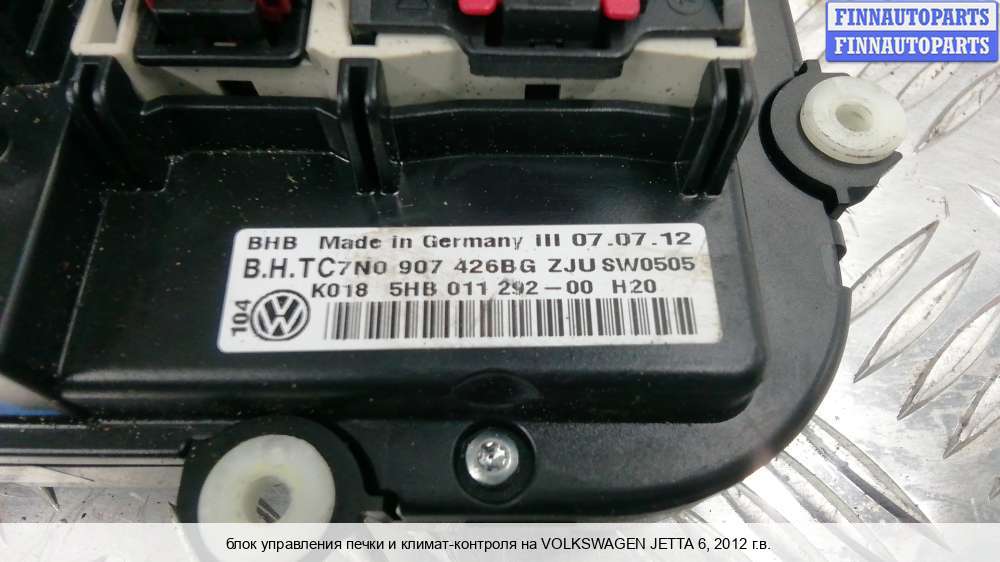 FINNAUTOPARTS
FINNAUTOPARTS
BHB Made in Germany III 07.07.12
B.H.TC7N0 907 426BG ZJU SW0505
K018 5HB 011 292-00 H20
104
блок управления печки и климат-контроля на VOLKSWAGEN JETTA 6, 2012 г.в.